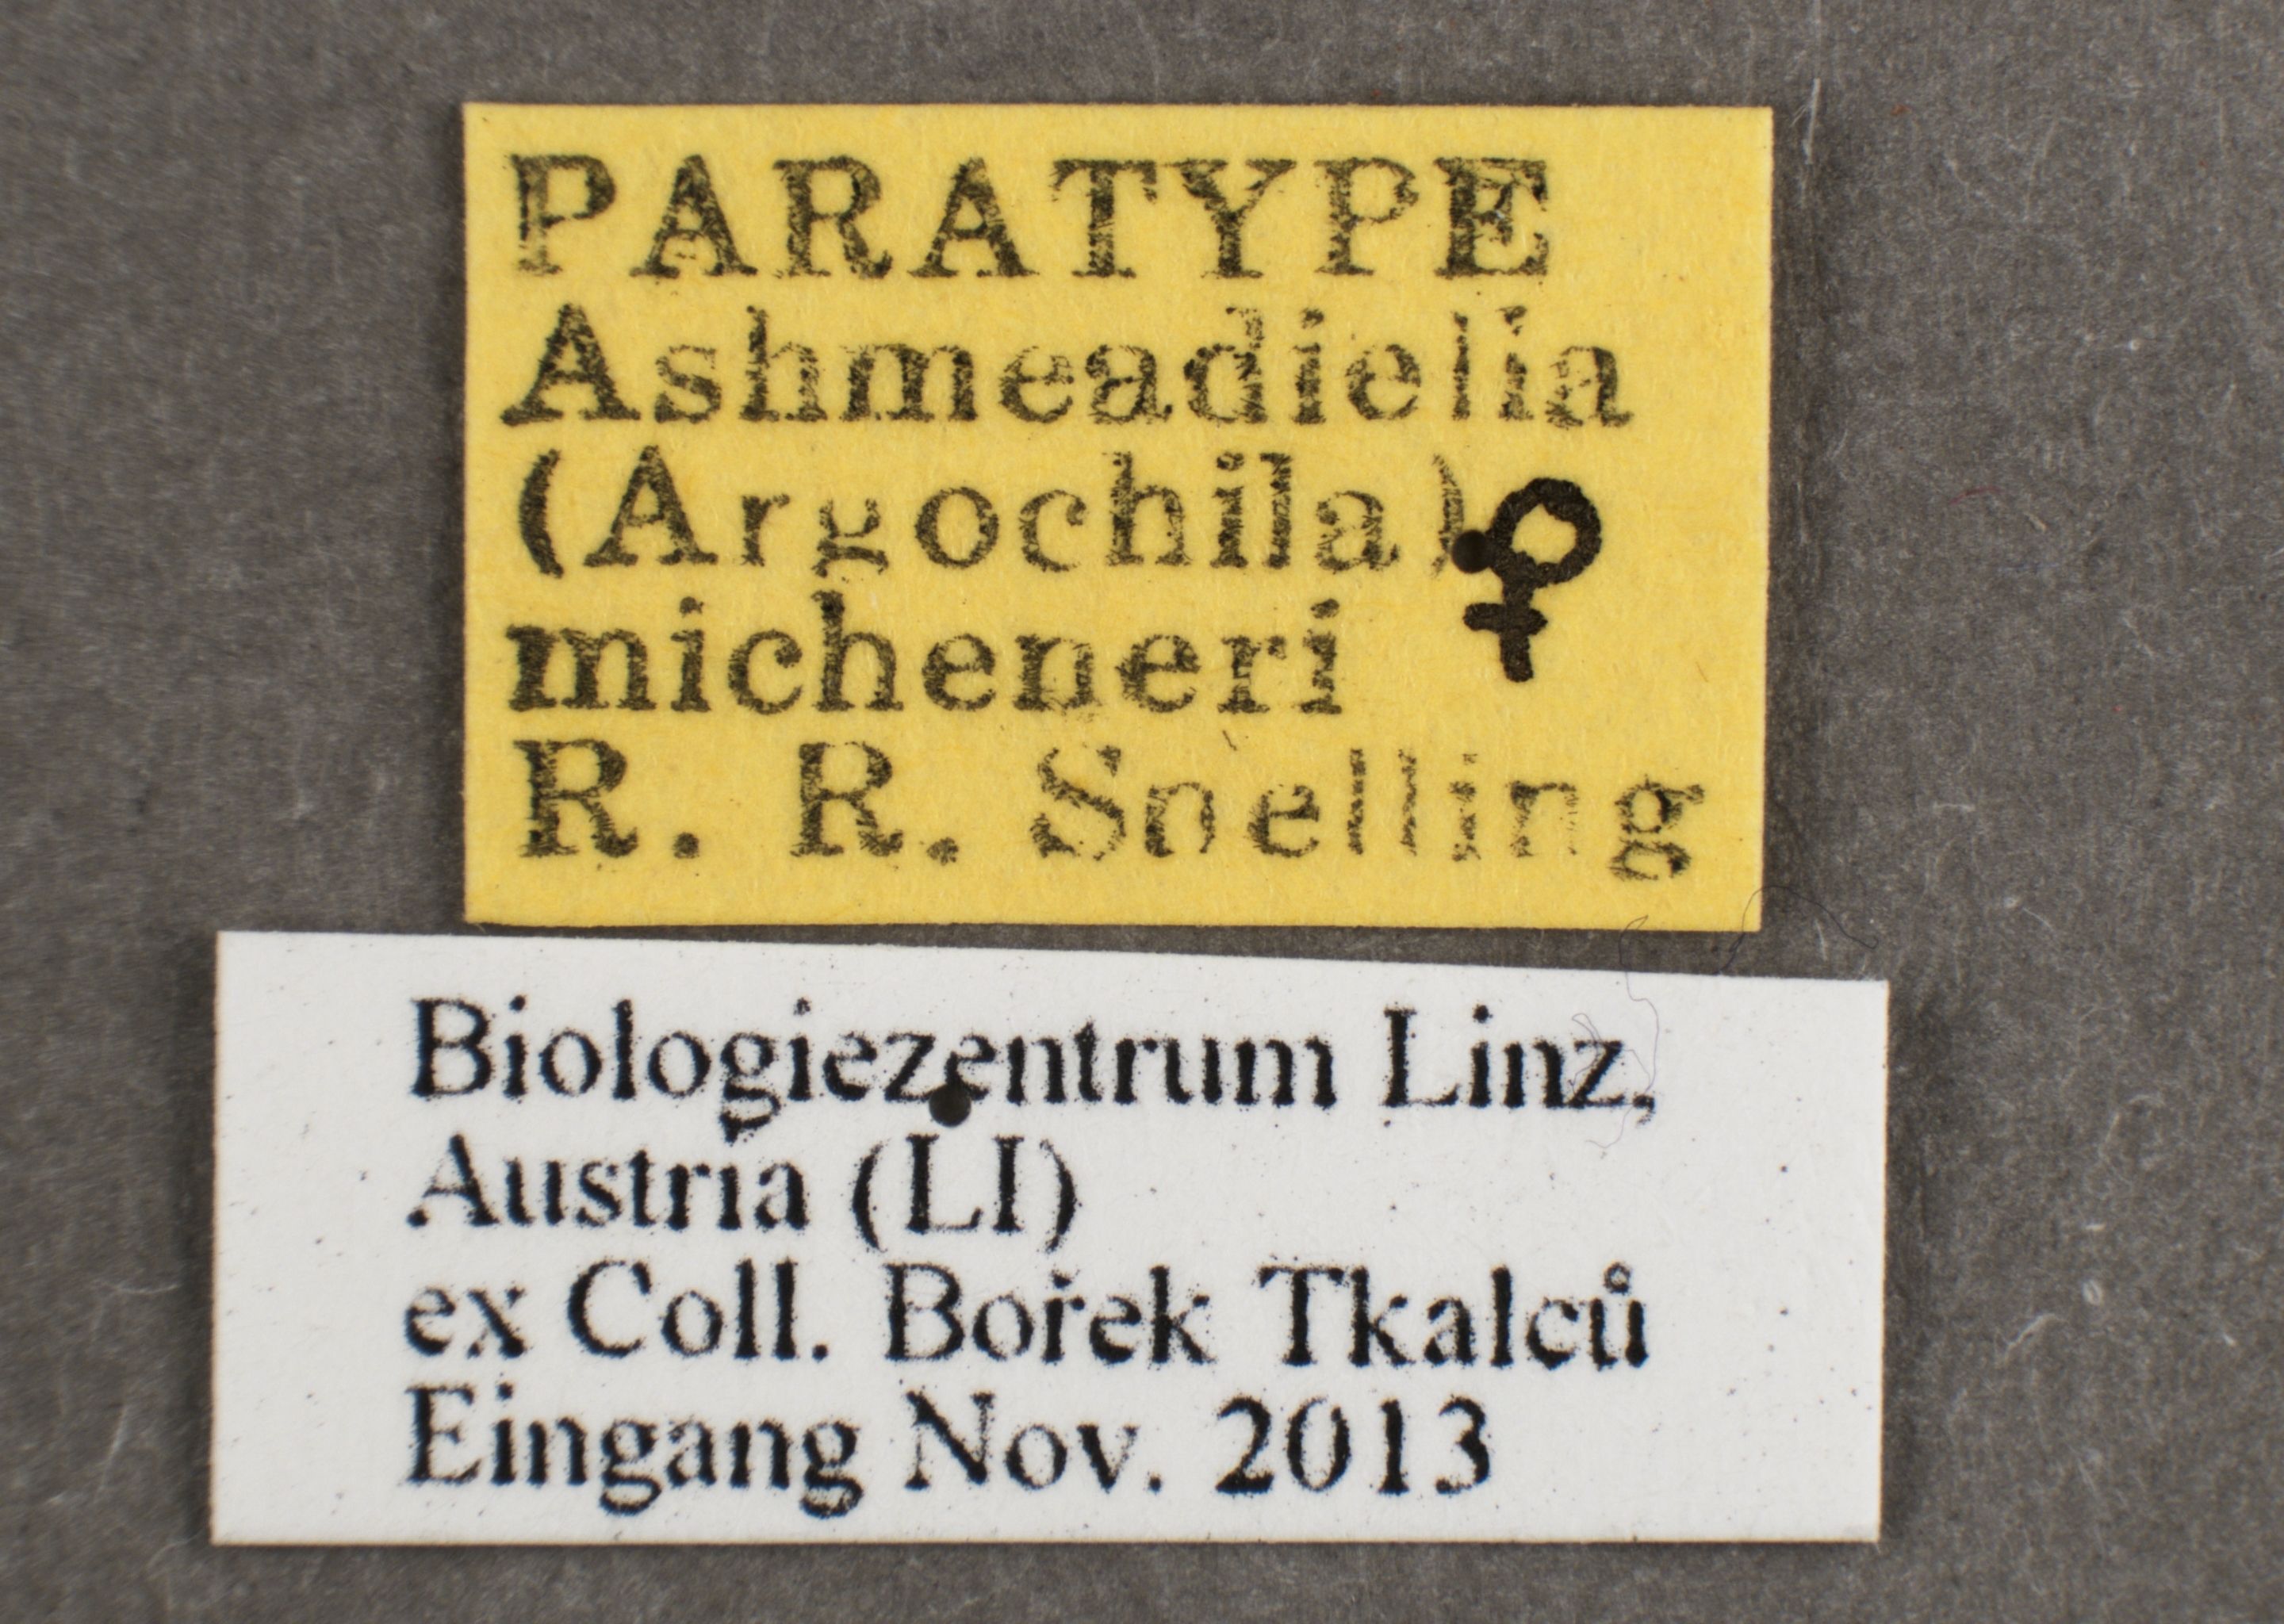 PARATYPE
Ashmeadiella
(Argochila) ♀
micheneri
R. R. Snelling
Biologiezentrum Linz,
Austria (LI)
ex Coll. Bořek Tkalců
Eingang Nov. 2013